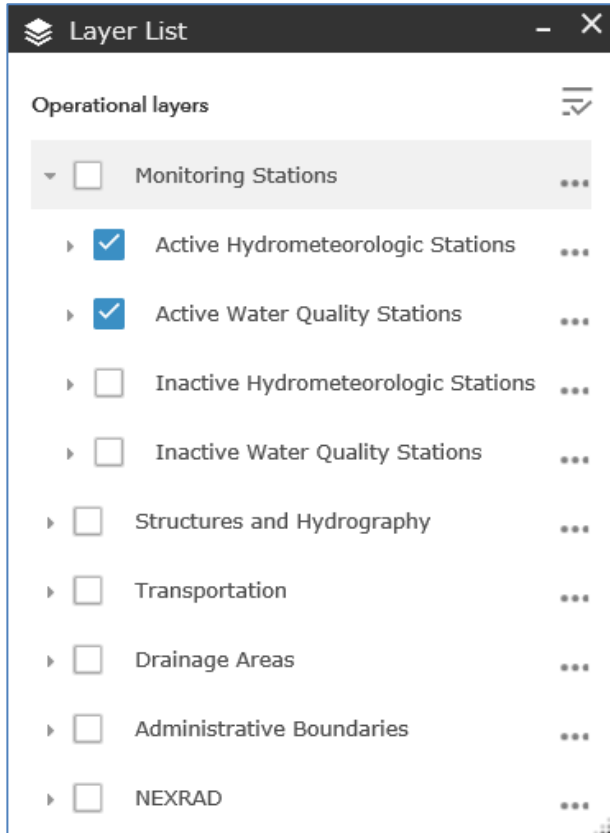 Layer List
Operational layers
Monitoring Stations
Active Hydrometeorologic Stations
Active Water Quality Stations
Inactive Hydrometeorologic Stations
Inactive Water Quality Stations
Structures and Hydrography
Transportation
Drainage Areas
Administrative Boundaries
NEXRAD